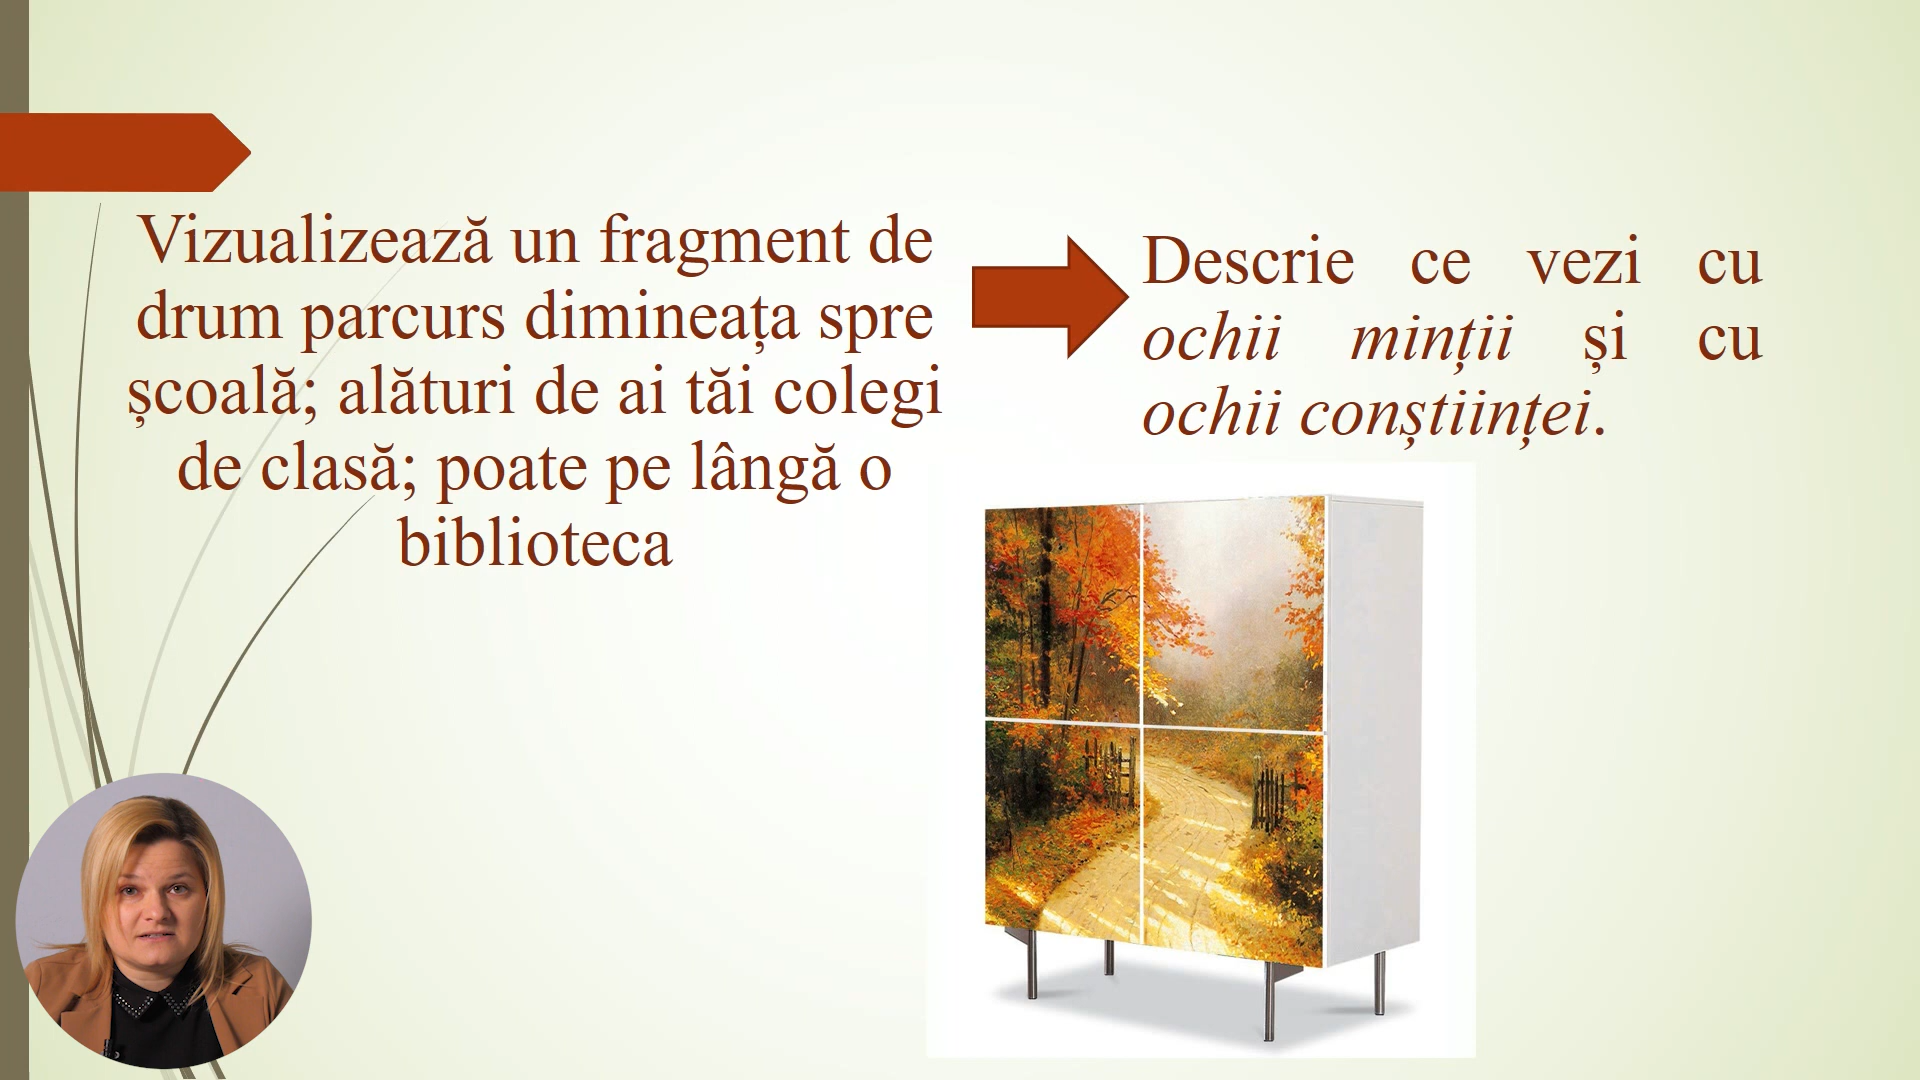 Vizualizează un fragment de
drum parcurs dimineața spre
școală; alături de ai tăi colegi
de clasă; poate pe lângă o
biblioteca
Descrie ce vezi cu
ochii minții și cu
ochii conștiinței.